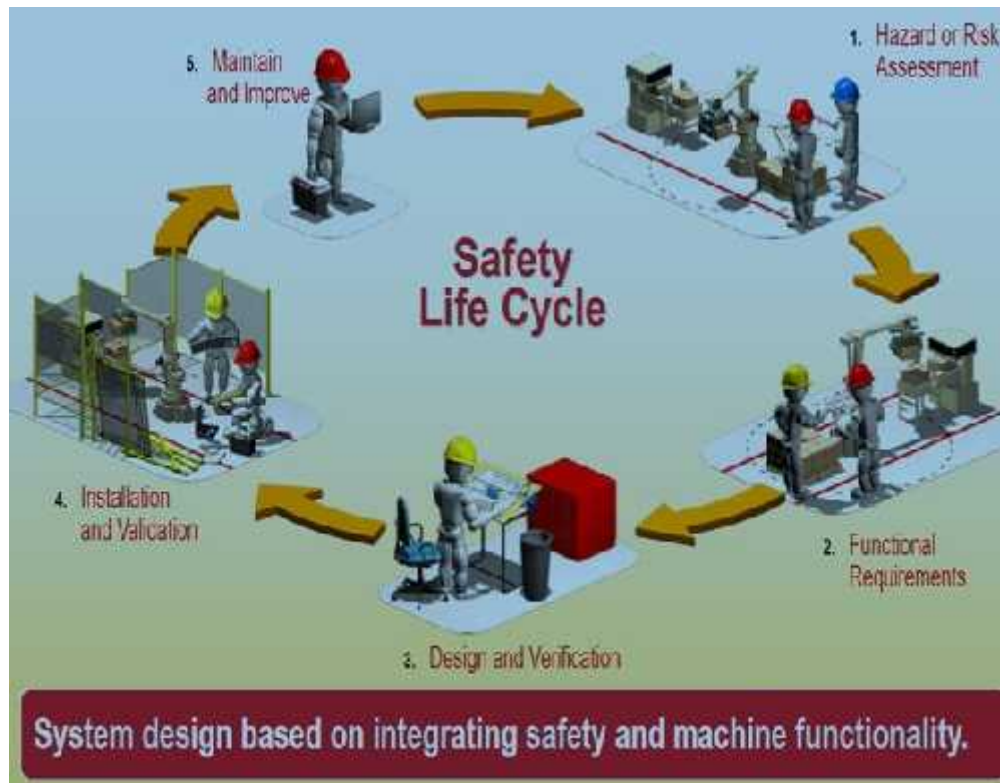 Safety
Life Cycle
1. Hazard or Risk
Assessment
2. Functional
Requirements
3. Design and Verification
4. Installation
and Valication
5. Maintain
and Improve
System design based on integrating safety and machine functionality.